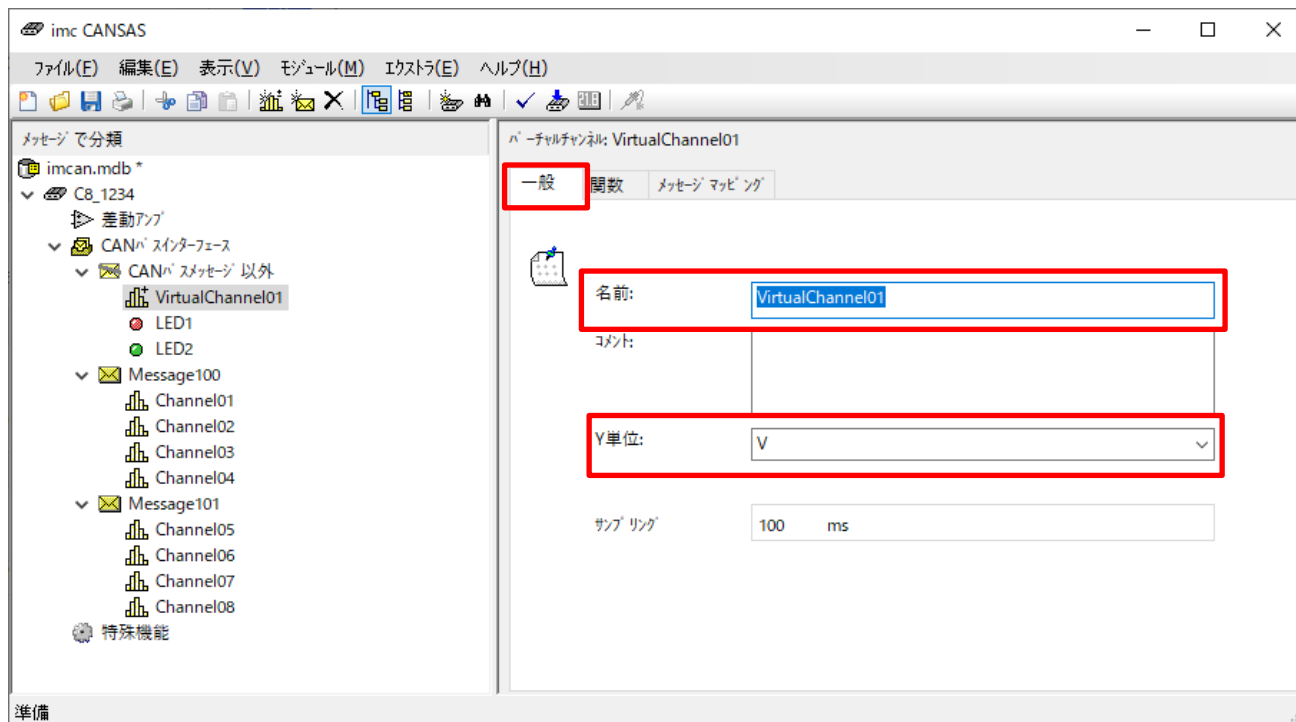 imc CANSAS
ファイル(F) 編集(E) 表示(V) モジュール(M) エクストラ(E) ヘルプ(H)
メッセージで分類
imcan.mdb *
C8_1234
差動アンプ
CANバスインターフェース
CANバスメッセージ以外
VirtualChannel01
LED1
LED2
Message100
Channel01
Channel02
Channel03
Channel04
Message101
Channel05
Channel06
Channel07
Channel08
特殊機能
バーチャルチャンネル: VirtualChannel01
一般 関数 メッセージマッピング
名前: VirtualChannel01
コメント:
Y単位: V
サンプリング 100 ms
準備